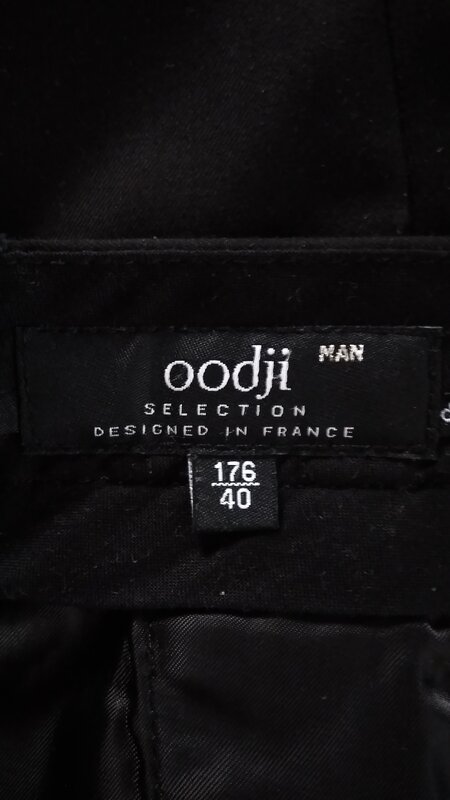 oodji MAN
SELECTION
DESIGNED IN FRANCE
176
40